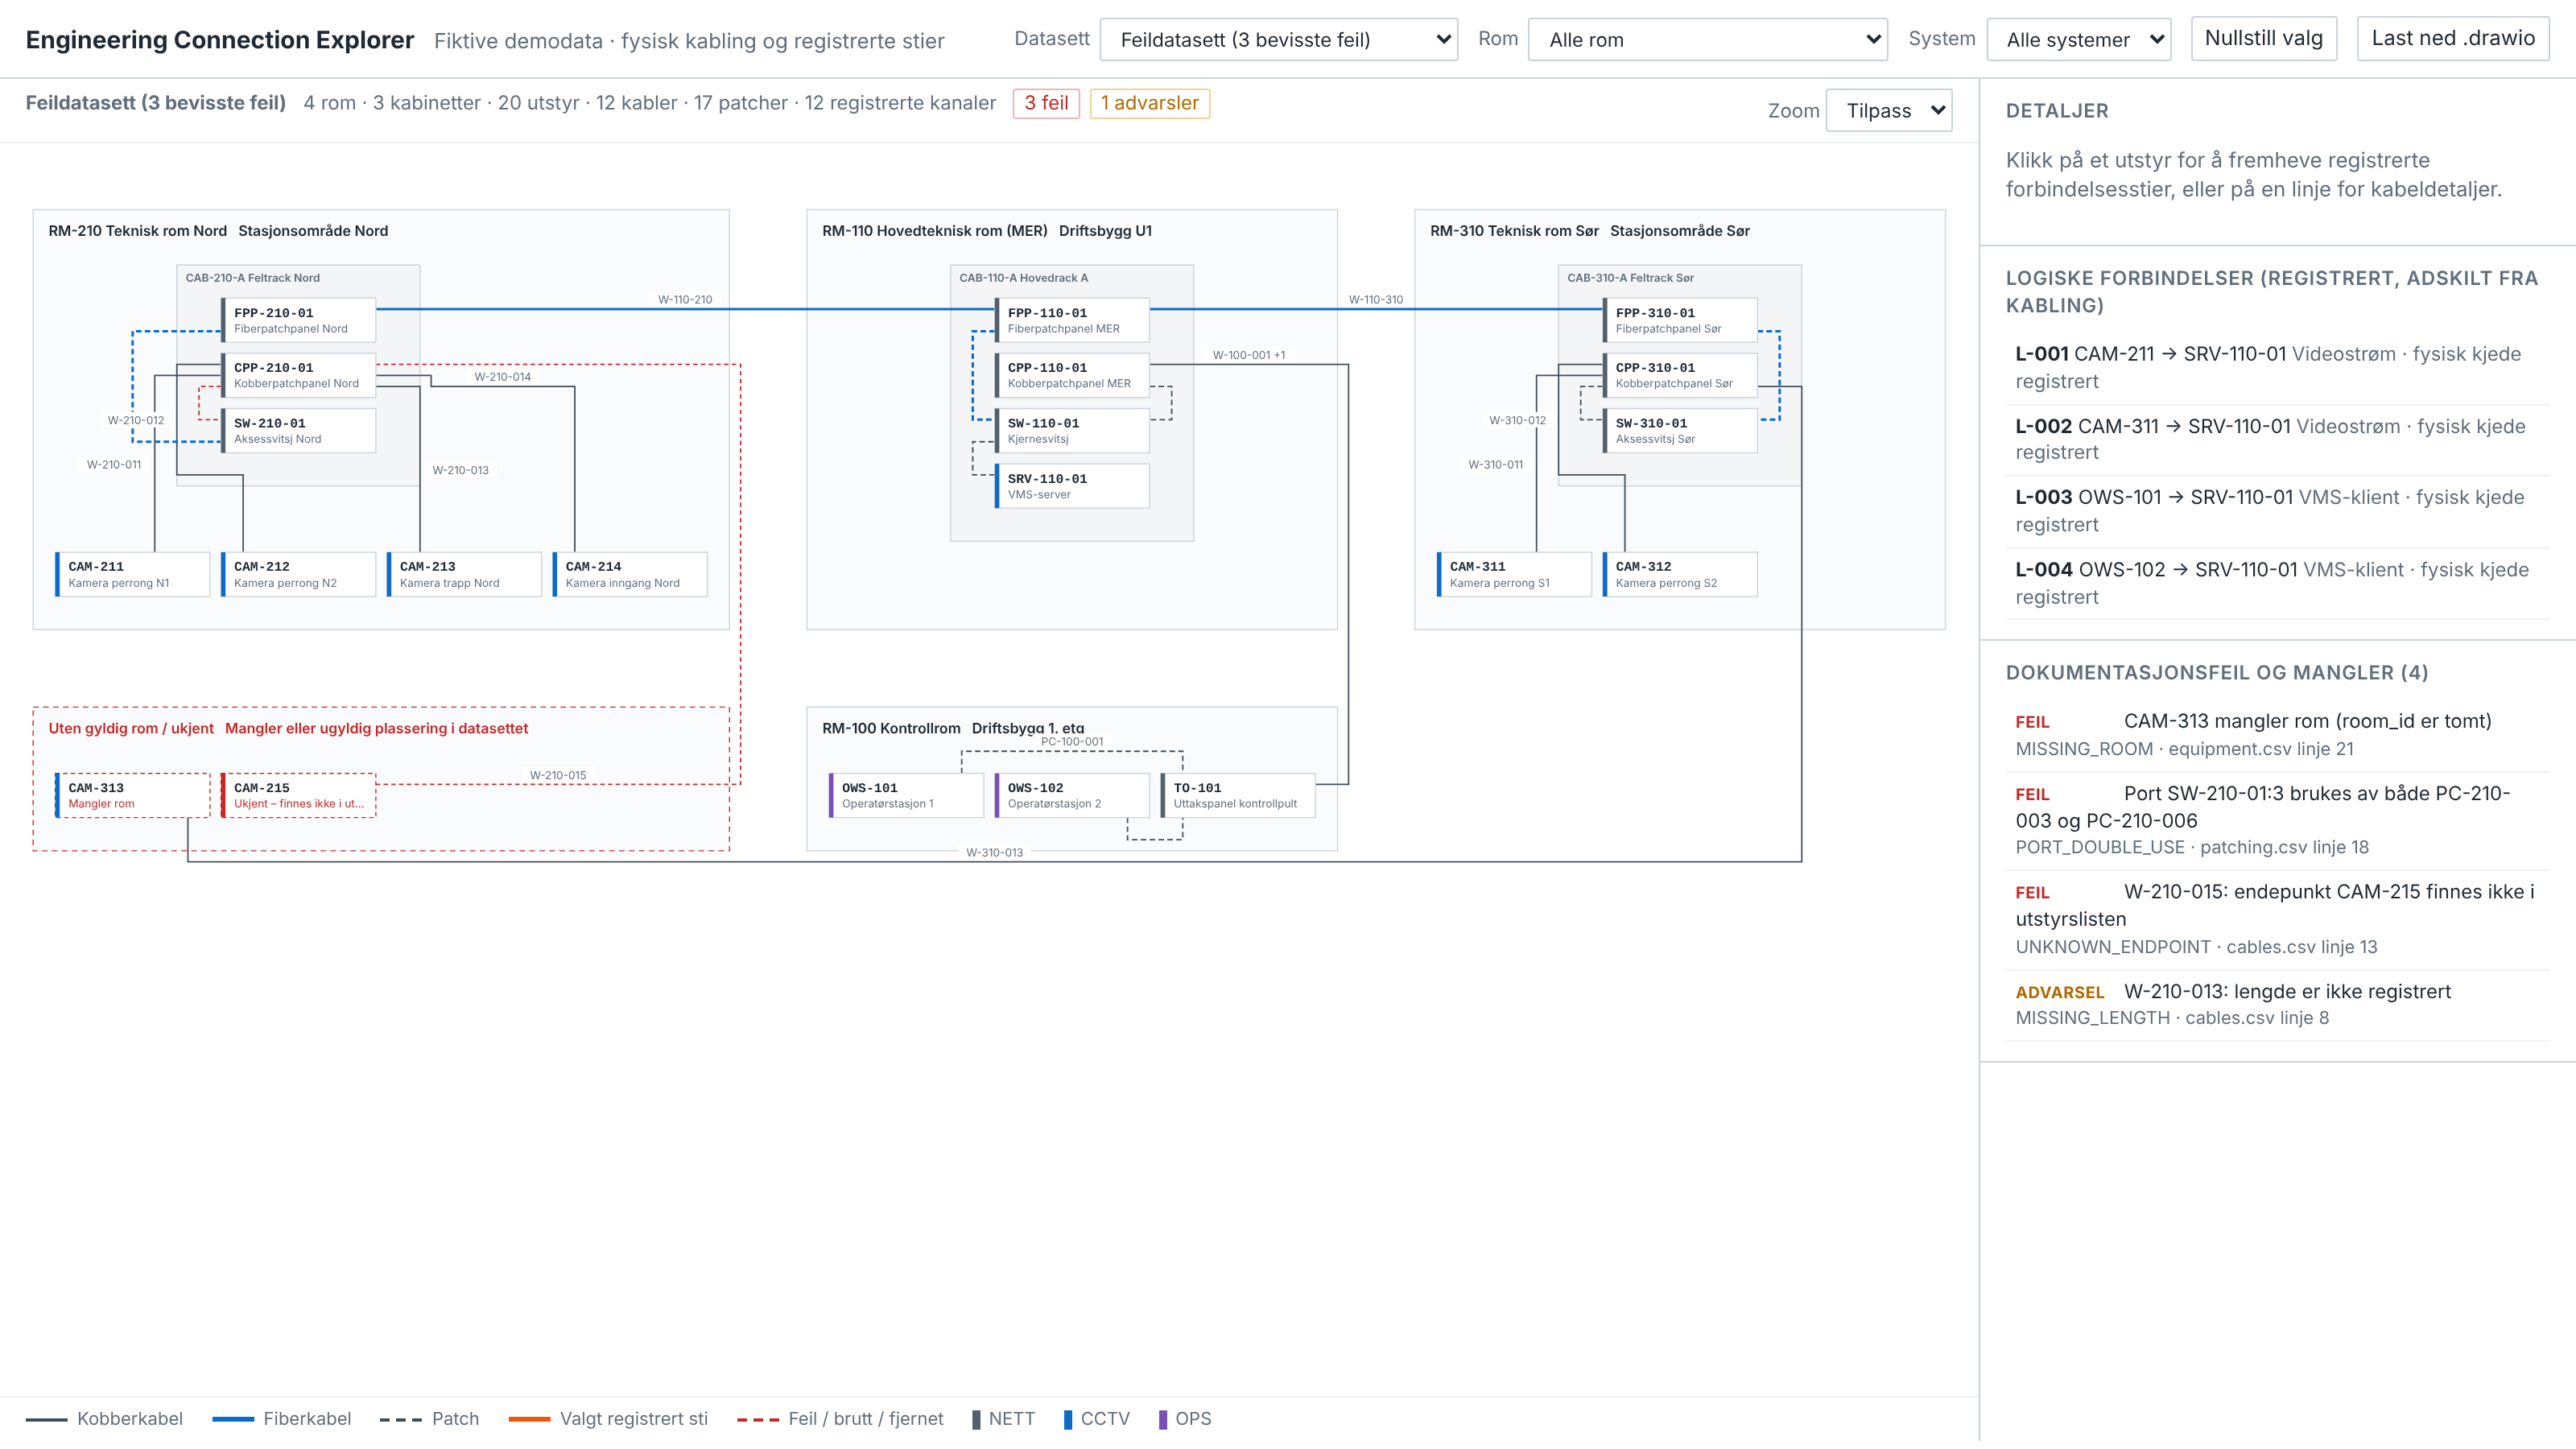 Engineering Connection Explorer Fiktive demodata · fysisk kabling og registrerte stier Datasett Feildatasett (3 bevisste feil) Rom Alle rom System Alle systemer Nullstill valg Last ned .drawio
Feildatasett (3 bevisste feil) 4 rom · 3 kabinetter · 20 utstyr · 12 kabler · 17 patcher · 12 registrerte kanaler 3 feil 1 advarsler Zoom Tilpass
RM-210 Teknisk rom Nord Stasjonsområde Nord
CAB-210-A Feltrack Nord
FPP-210-01
Fiberpatchpanel Nord
CPP-210-01
Kobberpatchpanel Nord
SW-210-01
Aksessvitsj Nord
W-210-012
W-210-011
W-210-013
W-210-014
W-110-210
CAM-211
Kamera perrong N1
CAM-212
Kamera perrong N2
CAM-213
Kamera trapp Nord
CAM-214
Kamera inngang Nord
RM-110 Hovedteknisk rom (MER) Driftsbygg U1
CAB-110-A Hovedrack A
FPP-110-01
Fiberpatchpanel MER
CPP-110-01
Kobberpatchpanel MER
SW-110-01
Kjernesvitsj
SRV-110-01
VMS-server
W-100-001 +1
W-110-310
RM-310 Teknisk rom Sør Stasjonsområde Sør
CAB-310-A Feltrack Sør
FPP-310-01
Fiberpatchpanel Sør
CPP-310-01
Kobberpatchpanel Sør
SW-310-01
Aksessvitsj Sør
W-310-012
W-310-011
CAM-311
Kamera perrong S1
CAM-312
Kamera perrong S2
Uten gyldig rom / ukjent Mangler eller ugyldig plassering i datasettet
CAM-313
Mangler rom
CAM-215
Ukjent – finnes ikke i ut...
W-210-015
RM-100 Kontrollrom Driftsbygg 1. etg
PC-100-001
OWS-101
Operatørstasjon 1
OWS-102
Operatørstasjon 2
TO-101
Uttakspanel kontrollpult
W-310-013
DETALJER
Klikk på et utstyr for å fremheve registrerte
forbindelsesstier, eller på en linje for kabeldetaljer.
LOGISKE FORBINDELSER (REGISTRERT, ADSKILT FRA
KABLING)
L-001 CAM-211 → SRV-110-01 Videostrøm · fysisk kjede
registrert
L-002 CAM-311 → SRV-110-01 Videostrøm · fysisk kjede
registrert
L-003 OWS-101 → SRV-110-01 VMS-klient · fysisk kjede
registrert
L-004 OWS-102 → SRV-110-01 VMS-klient · fysisk kjede
registrert
DOKUMENTASJONSFEIL OG MANGLER (4)
FEIL CAM-313 mangler rom (room_id er tomt)
MISSING_ROOM · equipment.csv linje 21
FEIL Port SW-210-01:3 brukes av både PC-210-
003 og PC-210-006
PORT_DOUBLE_USE · patching.csv linje 18
FEIL W-210-015: endepunkt CAM-215 finnes ikke i
utstyrslisten
UNKNOWN_ENDPOINT · cables.csv linje 13
ADVARSEL W-210-013: lengde er ikke registrert
MISSING_LENGTH · cables.csv linje 8
Kobberkabel Fiberkabel Patch Valgt registrert sti Feil / brutt / fjernet NETT CCTV OPS